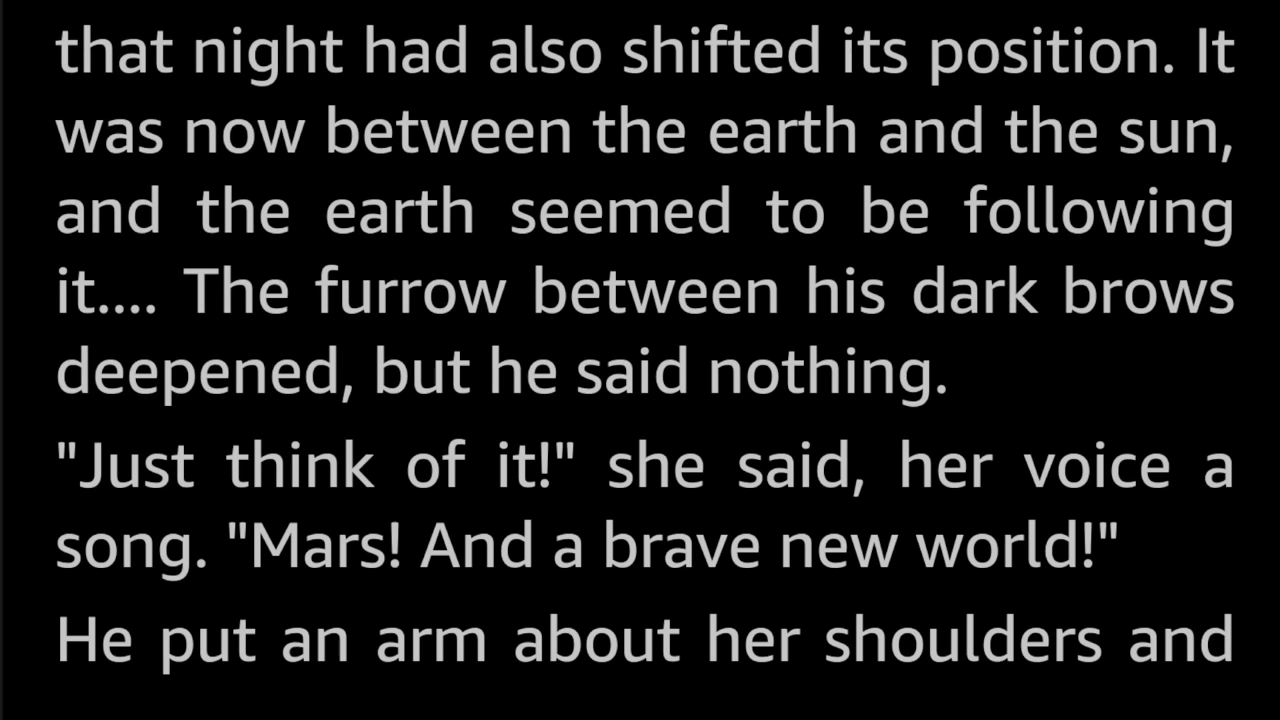 that night had also shifted its position. It
was now between the earth and the sun,
and the earth seemed to be following
it.... The furrow between his dark brows
deepened, but he said nothing.
"Just think of it!" she said, her voice a
song. "Mars! And a brave new world!"
He put an arm about her shoulders and